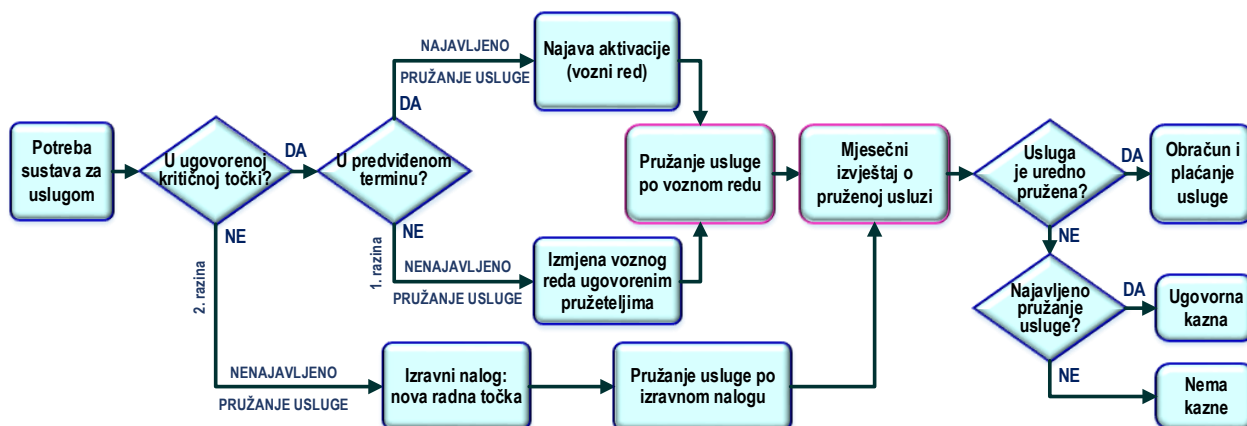 Potreba
sustava za
uslugom
U ugovorenoj
kritičnoj točki?
DA
NE
2. razina
U predviđenom
terminu?
DA
NE
1. razina
NAJAVLJENO
PRUŽANJE USLUGE
Najava aktivacije
(vozni red)
NENAJAVLJENO
PRUŽANJE USLUGE
Izmjena voznog
reda ugovorenim
pružeteljima
NENAJAVLJENO
PRUŽANJE USLUGE
Izravni nalog:
nova radna točka
Pružanje usluge po
izravnom nalogu
Pružanje usluge
po voznom redu
Mjesečni
izvještaj o
pruženoj usluzi
Usluga
je uredno
pružena?
DA
Obračun i
plaćanje
usluge
NE
Najavljeno
pružanje
usluge?
DA
Ugovorna
kazna
NE
Nema
kazne